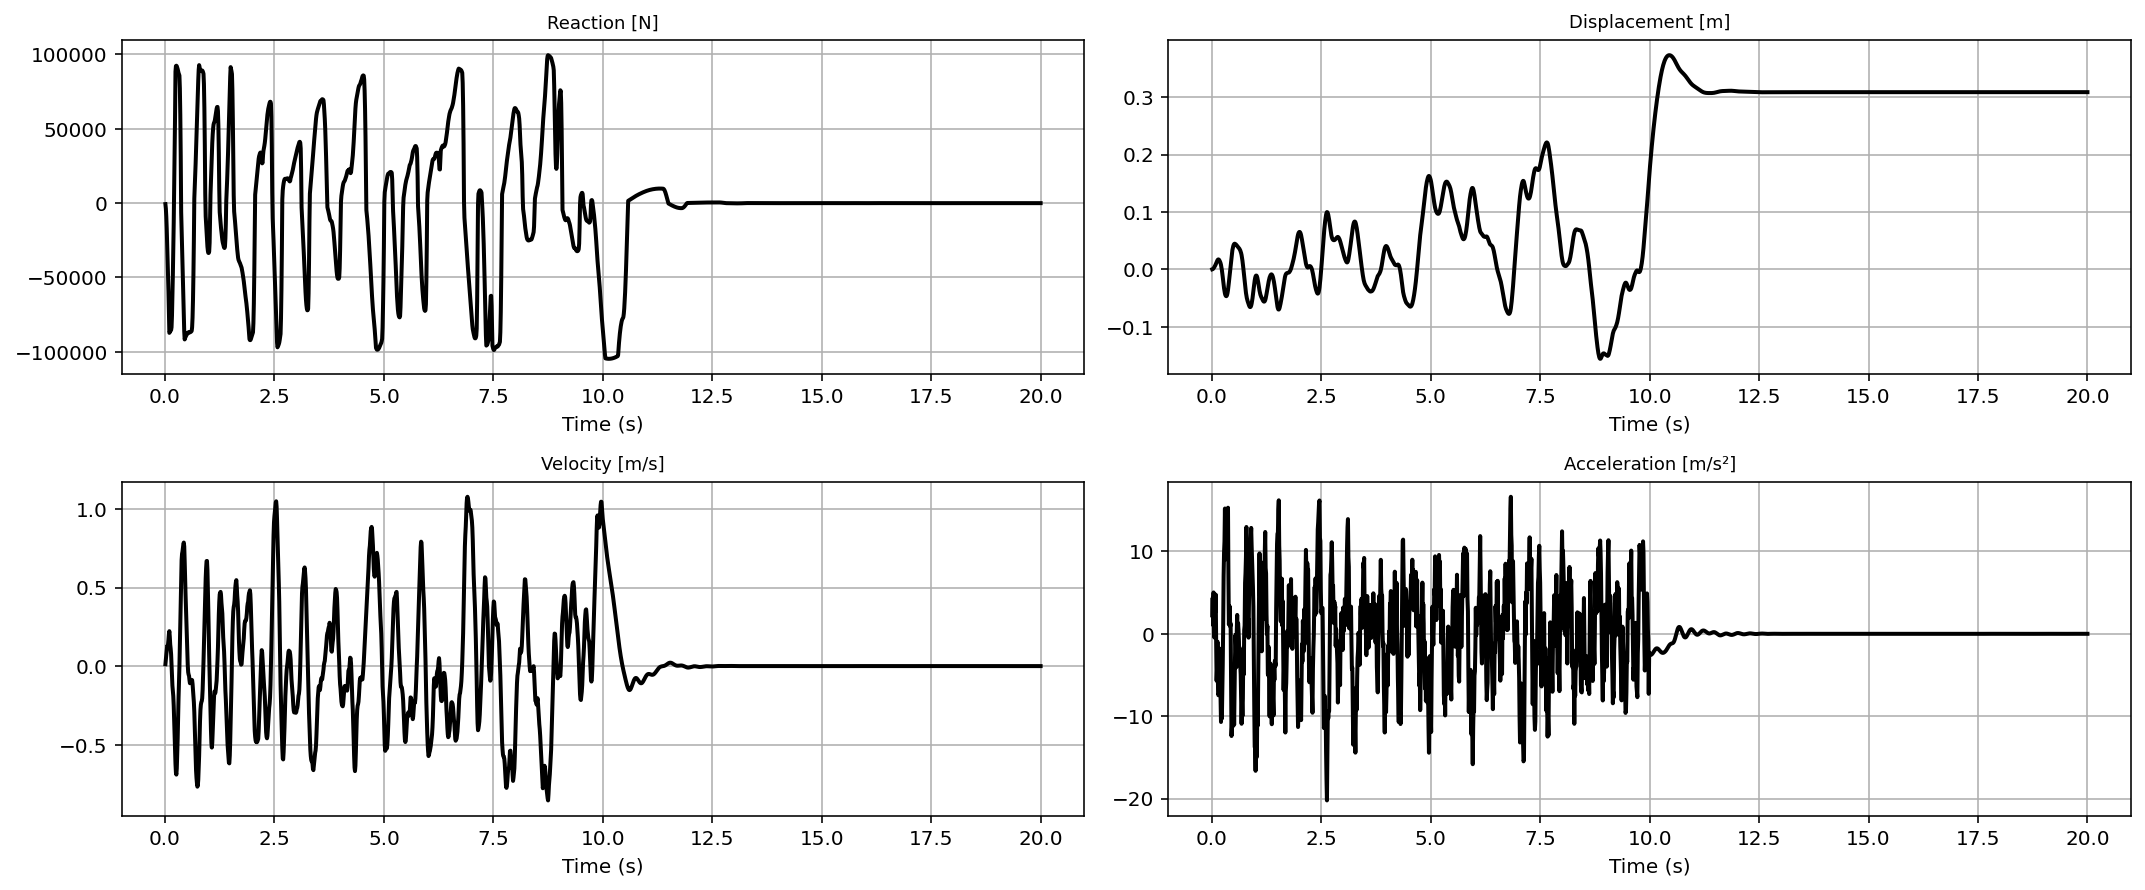 Reaction [N]
100000
50000
0
−50000
−100000
0.0 2.5 5.0 7.5 10.0 12.5 15.0 17.5 20.0
Time (s)
Displacement [m]
0.3
0.2
0.1
0.0
−0.1
0.0 2.5 5.0 7.5 10.0 12.5 15.0 17.5 20.0
Time (s)
Velocity [m/s]
1.0
0.5
0.0
−0.5
0.0 2.5 5.0 7.5 10.0 12.5 15.0 17.5 20.0
Time (s)
Acceleration [m/s²]
10
0
−10
−20
0.0 2.5 5.0 7.5 10.0 12.5 15.0 17.5 20.0
Time (s)